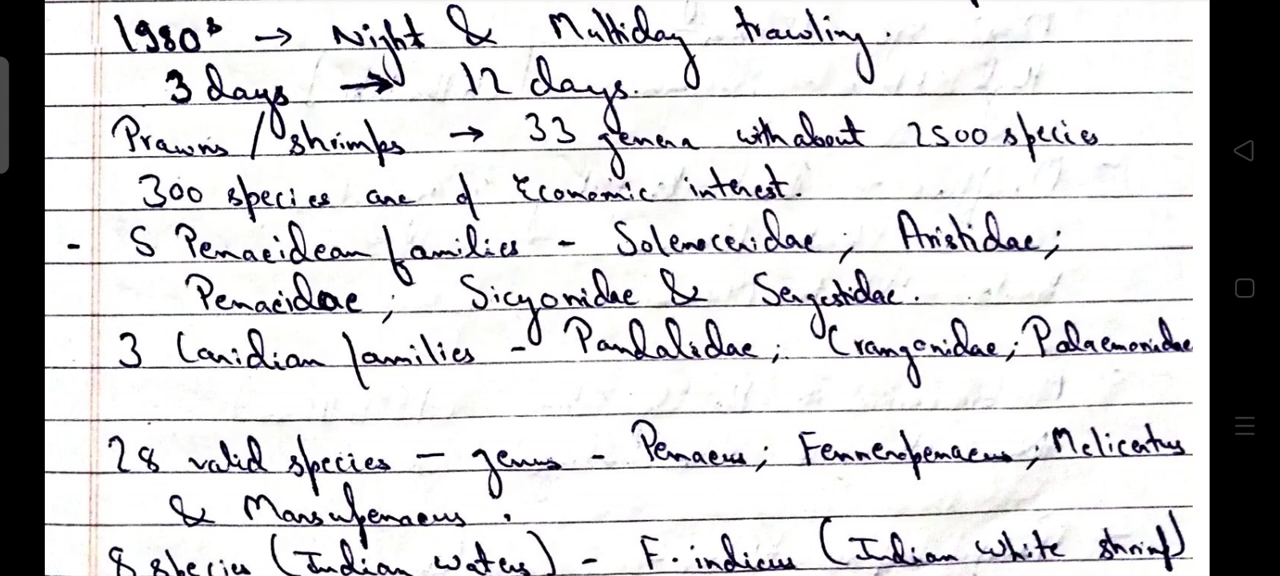 1980s → Night & Multiday trawling.
3 days → 12 days.
Prawns / shrimps → 33 genera with about 2500 species
300 species are of Economic interest.
- 5 Penaeidean families - Solenoceridae; Aristidae;
Penaeidae; Sicyonidae & Sergestidae.
3 Caridian families - Pandalidae; Crangonidae; Palaemonidae
28 valid species - genus - Penaeus; Fenneropenaeus; Melicertus
& Marsupenaeus.
8 species (Indian waters) - F. indicus (Indian white shrimp)